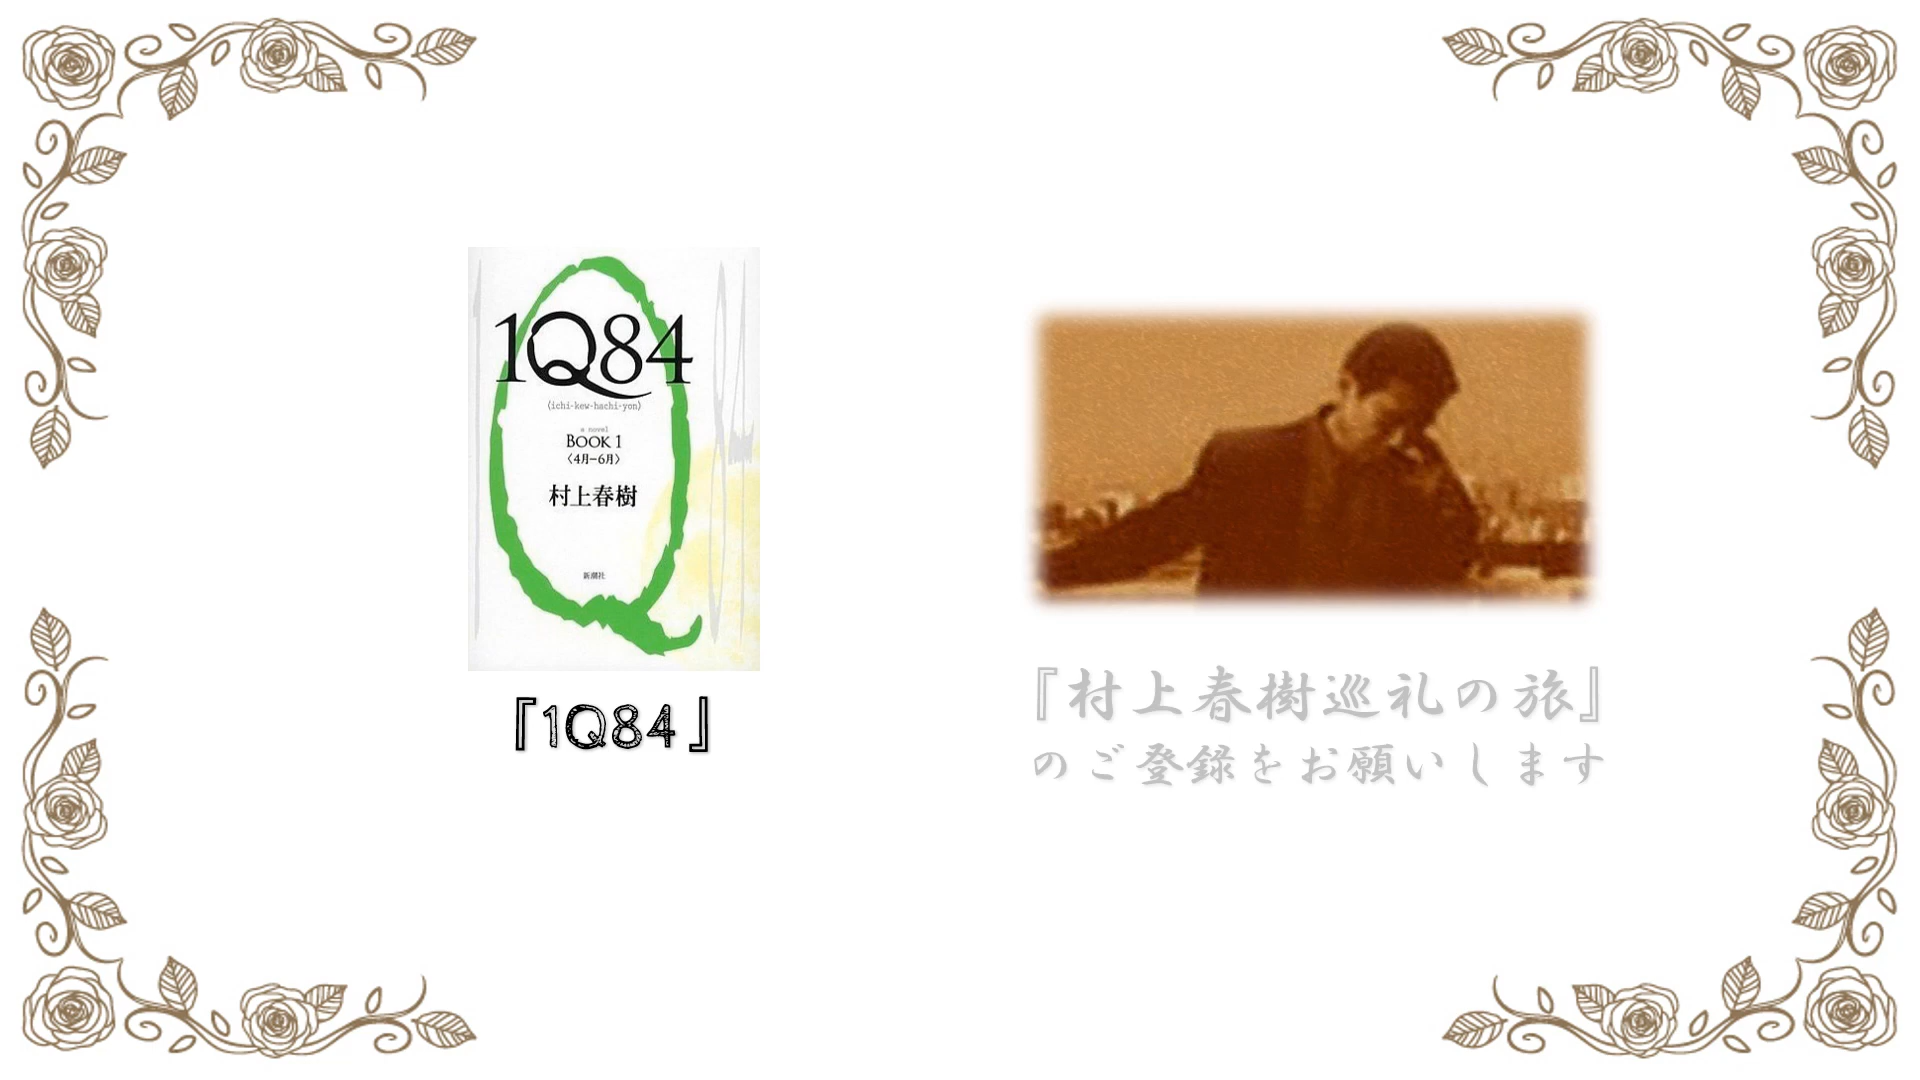 1Q84
(ichi-kew-hachi-yon)
a novel
BOOK 1
〈4月ー6月〉
村上春樹
新潮社
『1Q84』
『村上春樹巡礼の旅』
のご登録をお願いします